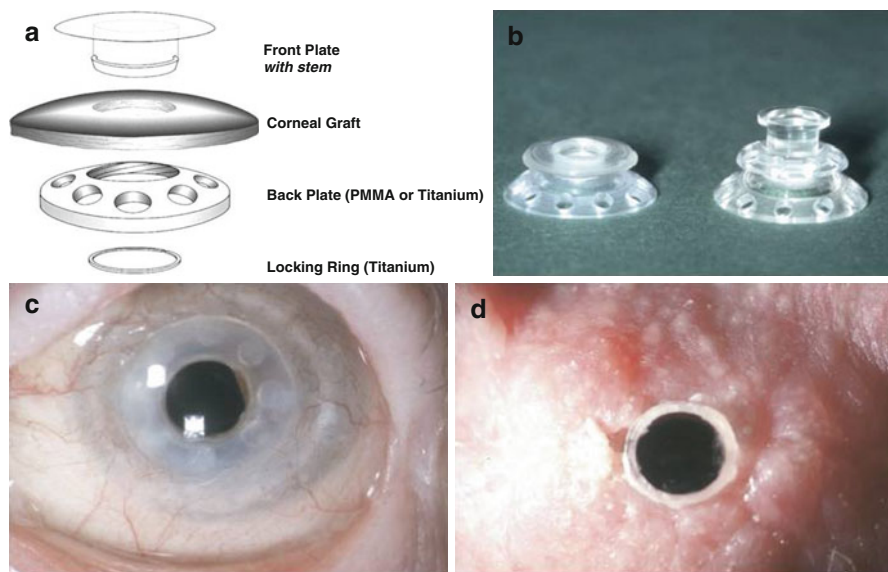 a
Front Plate
with stem
Corneal Graft
Back Plate (PMMA or Titanium)
Locking Ring (Titanium)
b
c
d